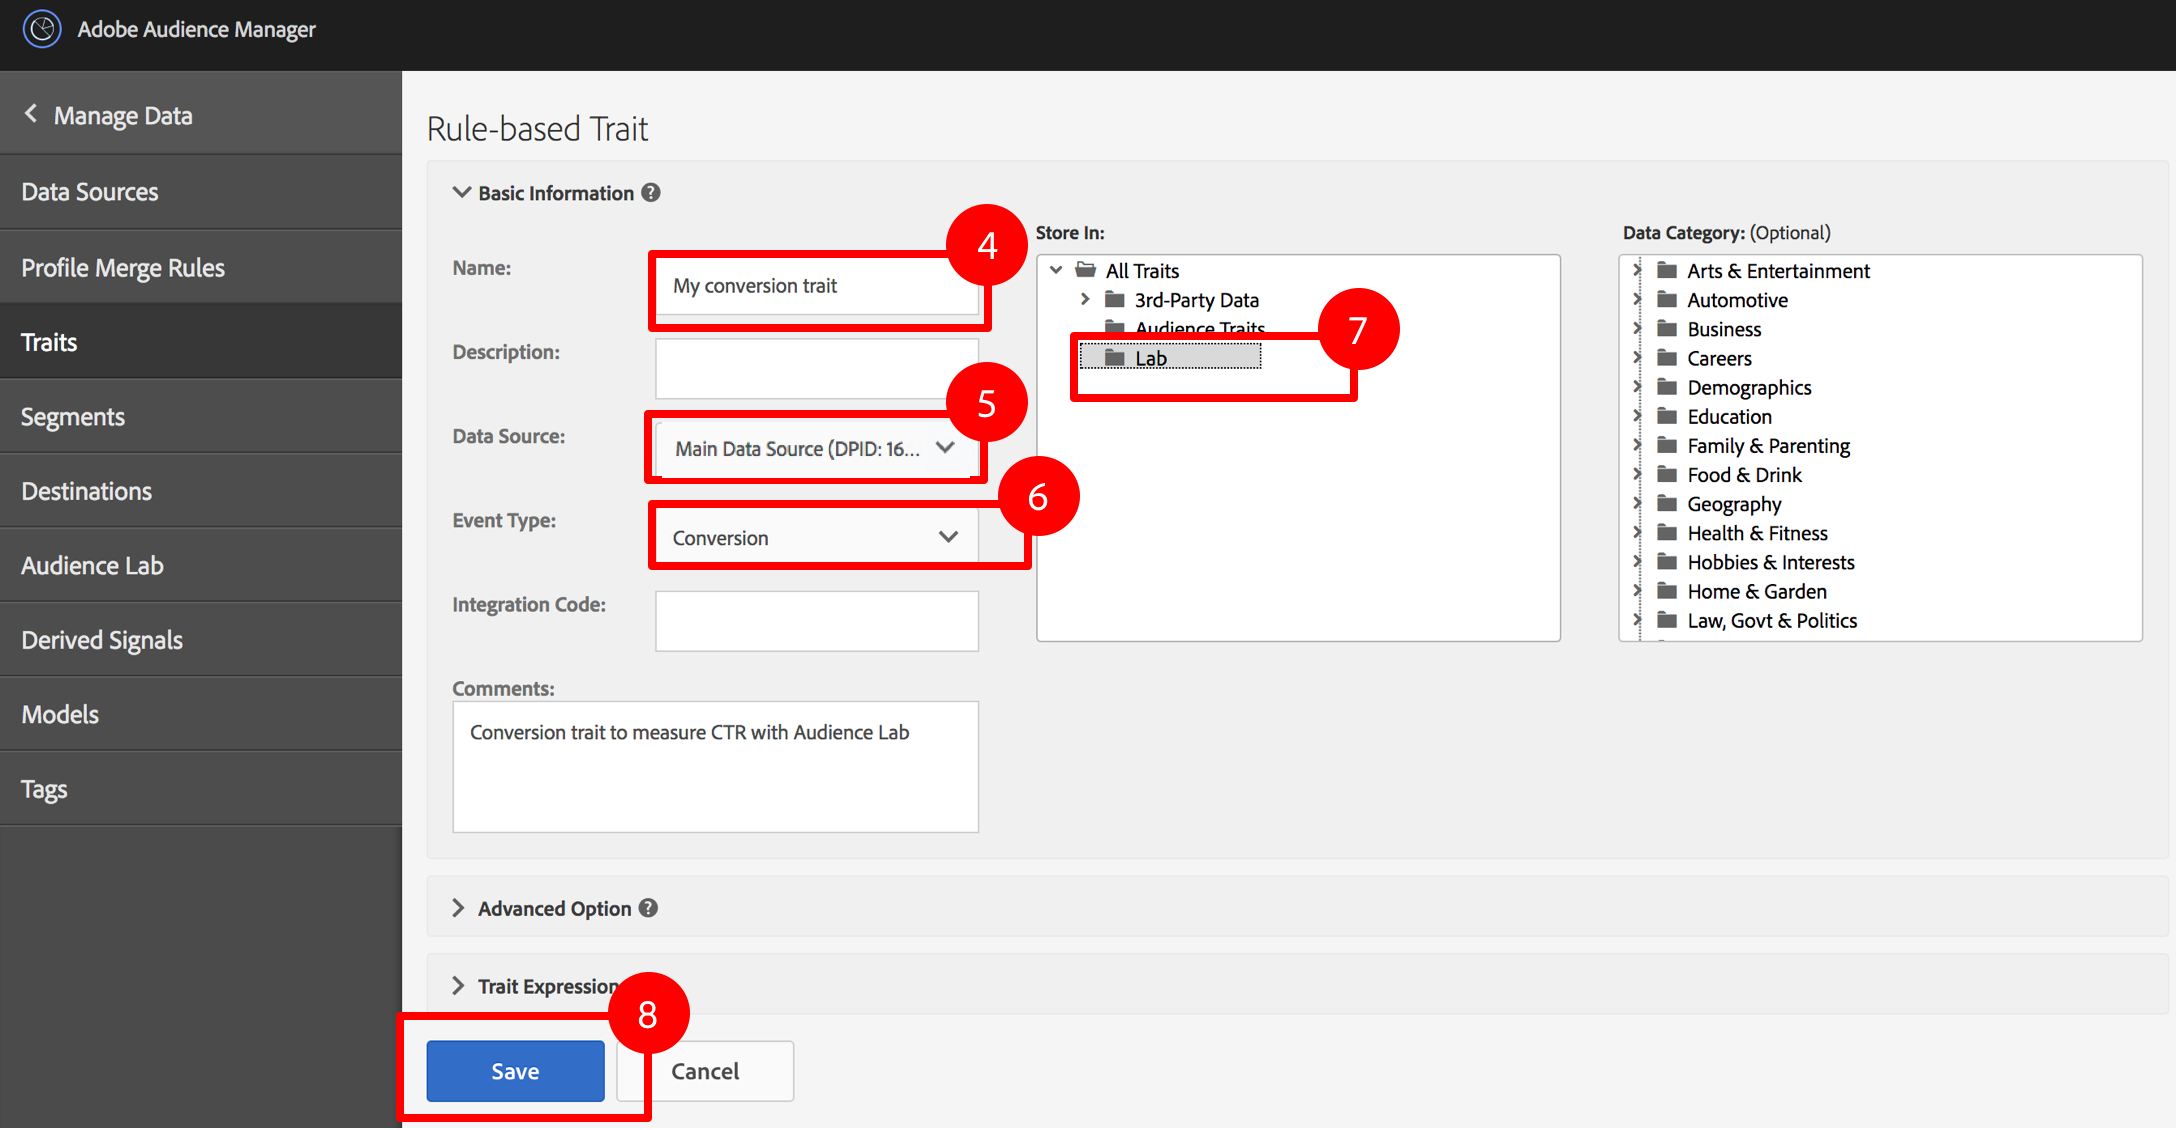 Adobe Audience Manager
Manage Data
Data Sources
Profile Merge Rules
Traits
Segments
Destinations
Audience Lab
Derived Signals
Models
Tags
Rule-based Trait
Basic Information ?
Name:
My conversion trait
4
Description:
Data Source:
Main Data Source (DPID: 16...
5
Event Type:
Conversion
6
Integration Code:
Comments:
Conversion trait to measure CTR with Audience Lab
Store In:
All Traits
3rd-Party Data
Audience Traits
Lab
7
Data Category: (Optional)
Arts & Entertainment
Automotive
Business
Careers
Demographics
Education
Family & Parenting
Food & Drink
Geography
Health & Fitness
Hobbies & Interests
Home & Garden
Law, Govt & Politics
Advanced Option ?
Trait Expression
8
Save
Cancel